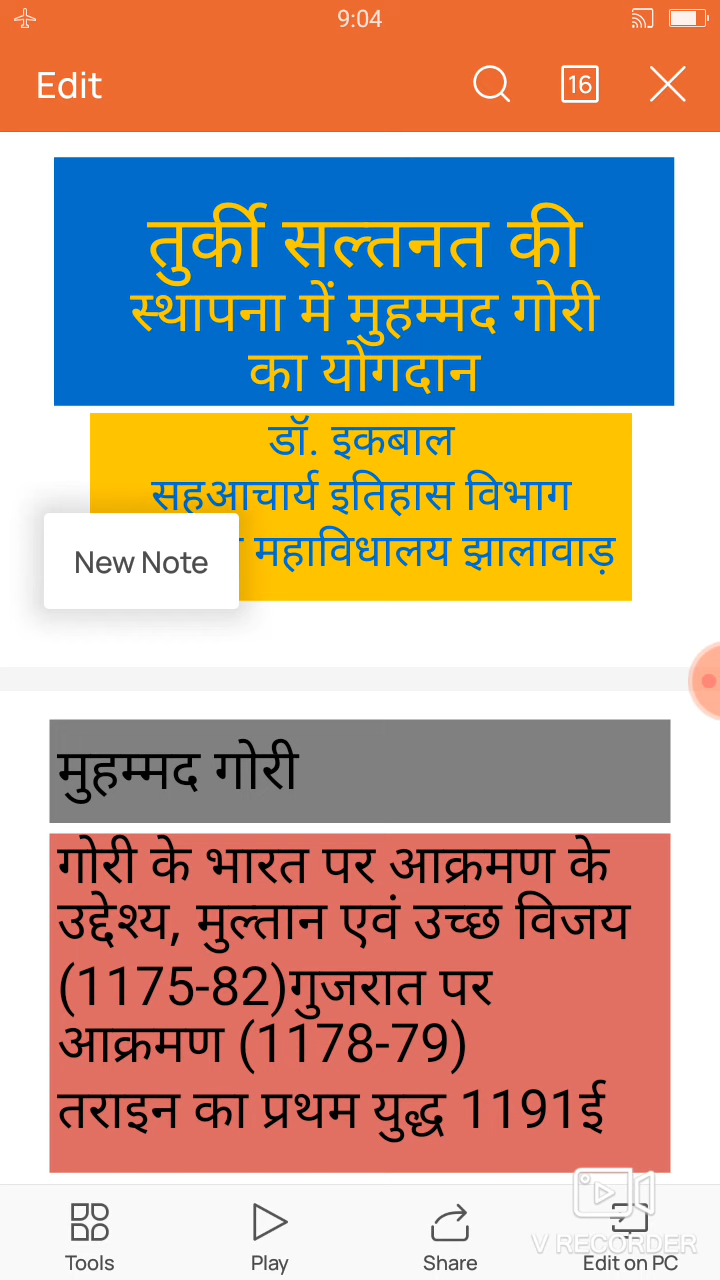 9:04
Edit
16
तुर्की सल्तनत की
स्थापना में मुहम्मद गोरी
का योगदान
डॉ. इकबाल
सहआचार्य इतिहास विभाग
महाविधालय झालावाड़
New Note
मुहम्मद गोरी
गोरी के भारत पर आक्रमण के
उद्देश्य, मुल्तान एवं उच्छ विजय
(1175-82)गुजरात पर
आक्रमण (1178-79)
तराइन का प्रथम युद्ध 1191ई
V RECORDER
Tools
Play
Share
Edit on PC